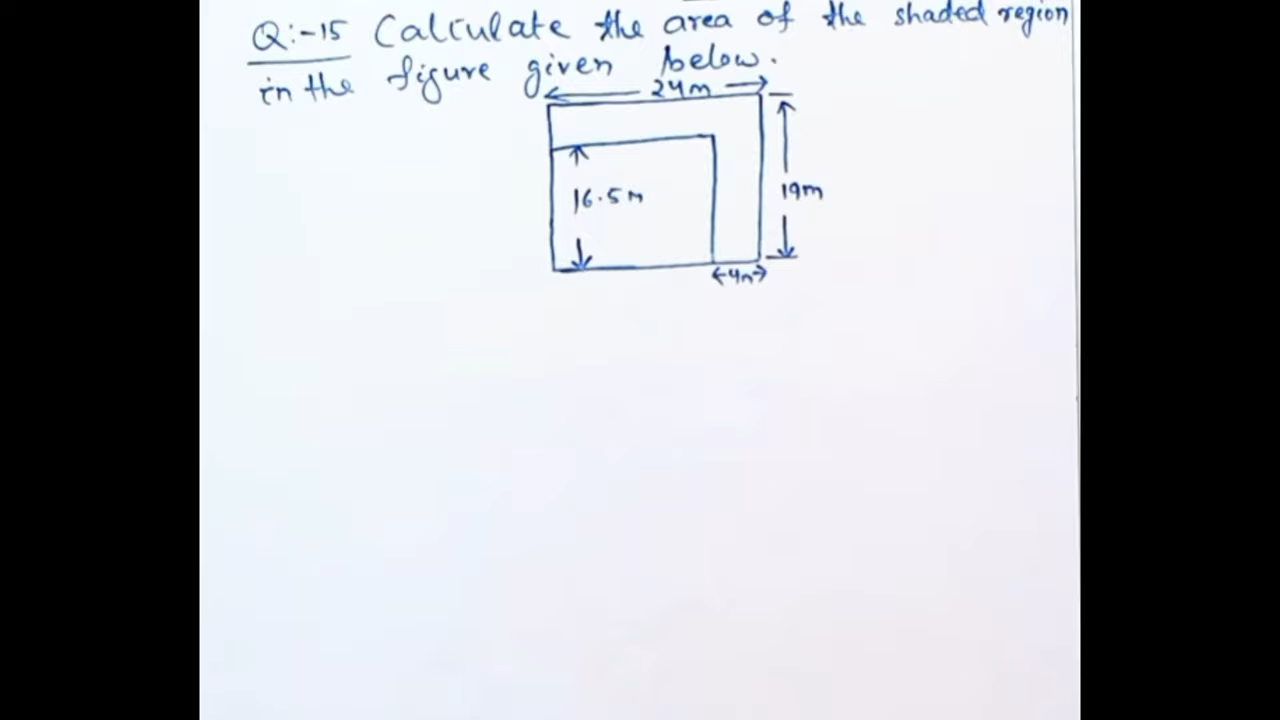 Q:-15 Calculate the area of the shaded region
in the figure given below.
24m
16.5m
19m
4m